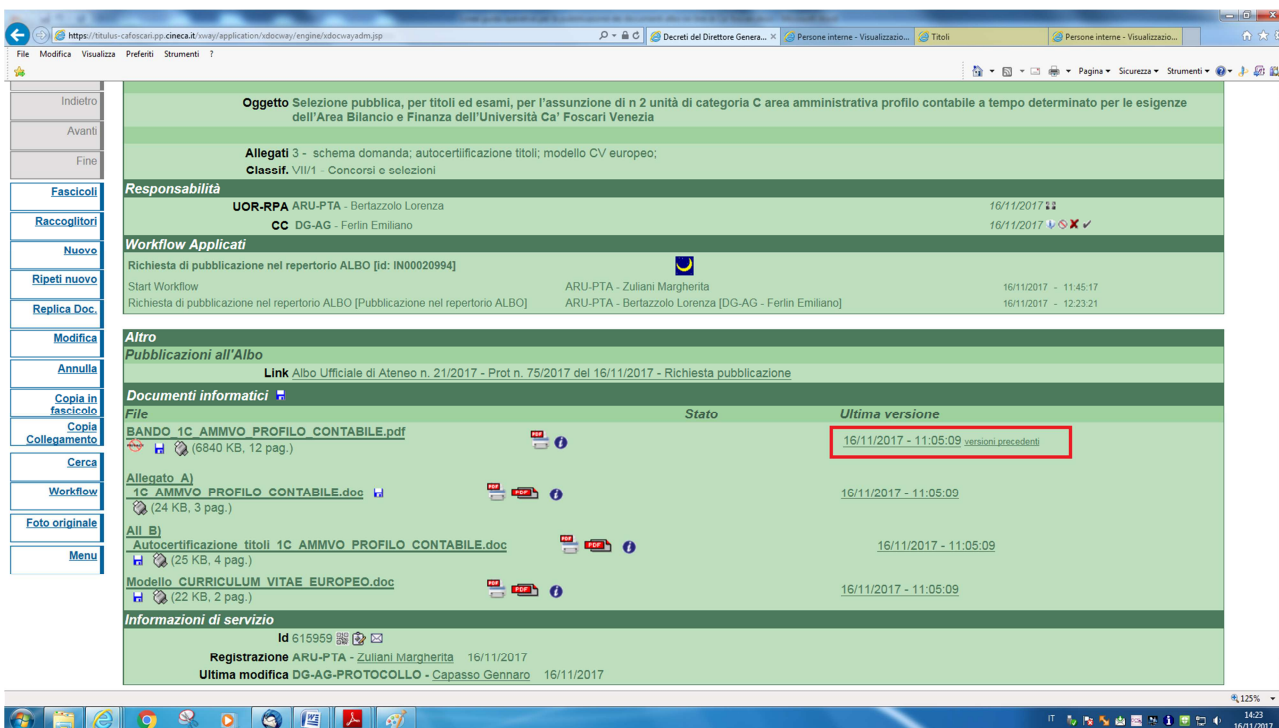 https://titulus-cafoscari.pp.cineca.it/xway/application/xdocway/engine/xdocwayadm.jsp
Decreti del Direttore Genera...
Persone interne - Visualizzazio...
Titoli
Persone interne - Visualizzazio...
File Modifica Visualizza Preferiti Strumenti ?
Pagina Sicurezza Strumenti
Indietro
Avanti
Fine
Fascicoli
Raccoglitori
Nuovo
Ripeti nuovo
Replica Doc.
Modifica
Annulla
Copia in
fascicolo
Copia
Collegamento
Cerca
Workflow
Foto originale
Menu
Oggetto Selezione pubblica, per titoli ed esami, per l'assunzione di n 2 unità di categoria C area amministrativa profilo contabile a tempo determinato per le esigenze
dell'Area Bilancio e Finanza dell'Università Ca' Foscari Venezia
Allegati 3 - schema domanda; autocertiificazione titoli; modello CV europeo;
Classif. VII/1 - Concorsi e selezioni
Responsabilità
UOR-RPA ARU-PTA - Bertazzolo Lorenza 16/11/2017
CC DG-AG - Ferlin Emiliano 16/11/2017
Workflow Applicati
Richiesta di pubblicazione nel repertorio ALBO [id: IN00020994]
Start Workflow ARU-PTA - Zuliani Margherita 16/11/2017 - 11:45:17
Richiesta di pubblicazione nel repertorio ALBO [Pubblicazione nel repertorio ALBO] ARU-PTA - Bertazzolo Lorenza [DG-AG - Ferlin Emiliano] 16/11/2017 - 12:23:21
Altro
Pubblicazioni all'Albo
Link Albo Ufficiale di Ateneo n. 21/2017 - Prot n. 75/2017 del 16/11/2017 - Richiesta pubblicazione
Documenti informatici
File Stato Ultima versione
BANDO_1C_AMMVO_PROFILO_CONTABILE.pdf
(6840 KB, 12 pag.)
16/11/2017 - 11:05:09 versioni precedenti
Allegato A)
_1C_AMMVO_PROFILO_CONTABILE.doc
(24 KB, 3 pag.)
16/11/2017 - 11:05:09
All_B)
_Autocertificazione_titoli_1C_AMMVO_PROFILO_CONTABILE.doc
(25 KB, 4 pag.)
16/11/2017 - 11:05:09
Modello_CURRICULUM_VITAE_EUROPEO.doc
(22 KB, 2 pag.)
16/11/2017 - 11:05:09
Informazioni di servizio
Id 615959
Registrazione ARU-PTA - Zuliani Margherita 16/11/2017
Ultima modifica DG-AG-PROTOCOLLO - Capasso Gennaro 16/11/2017
125%
IT
14:23
16/11/2017